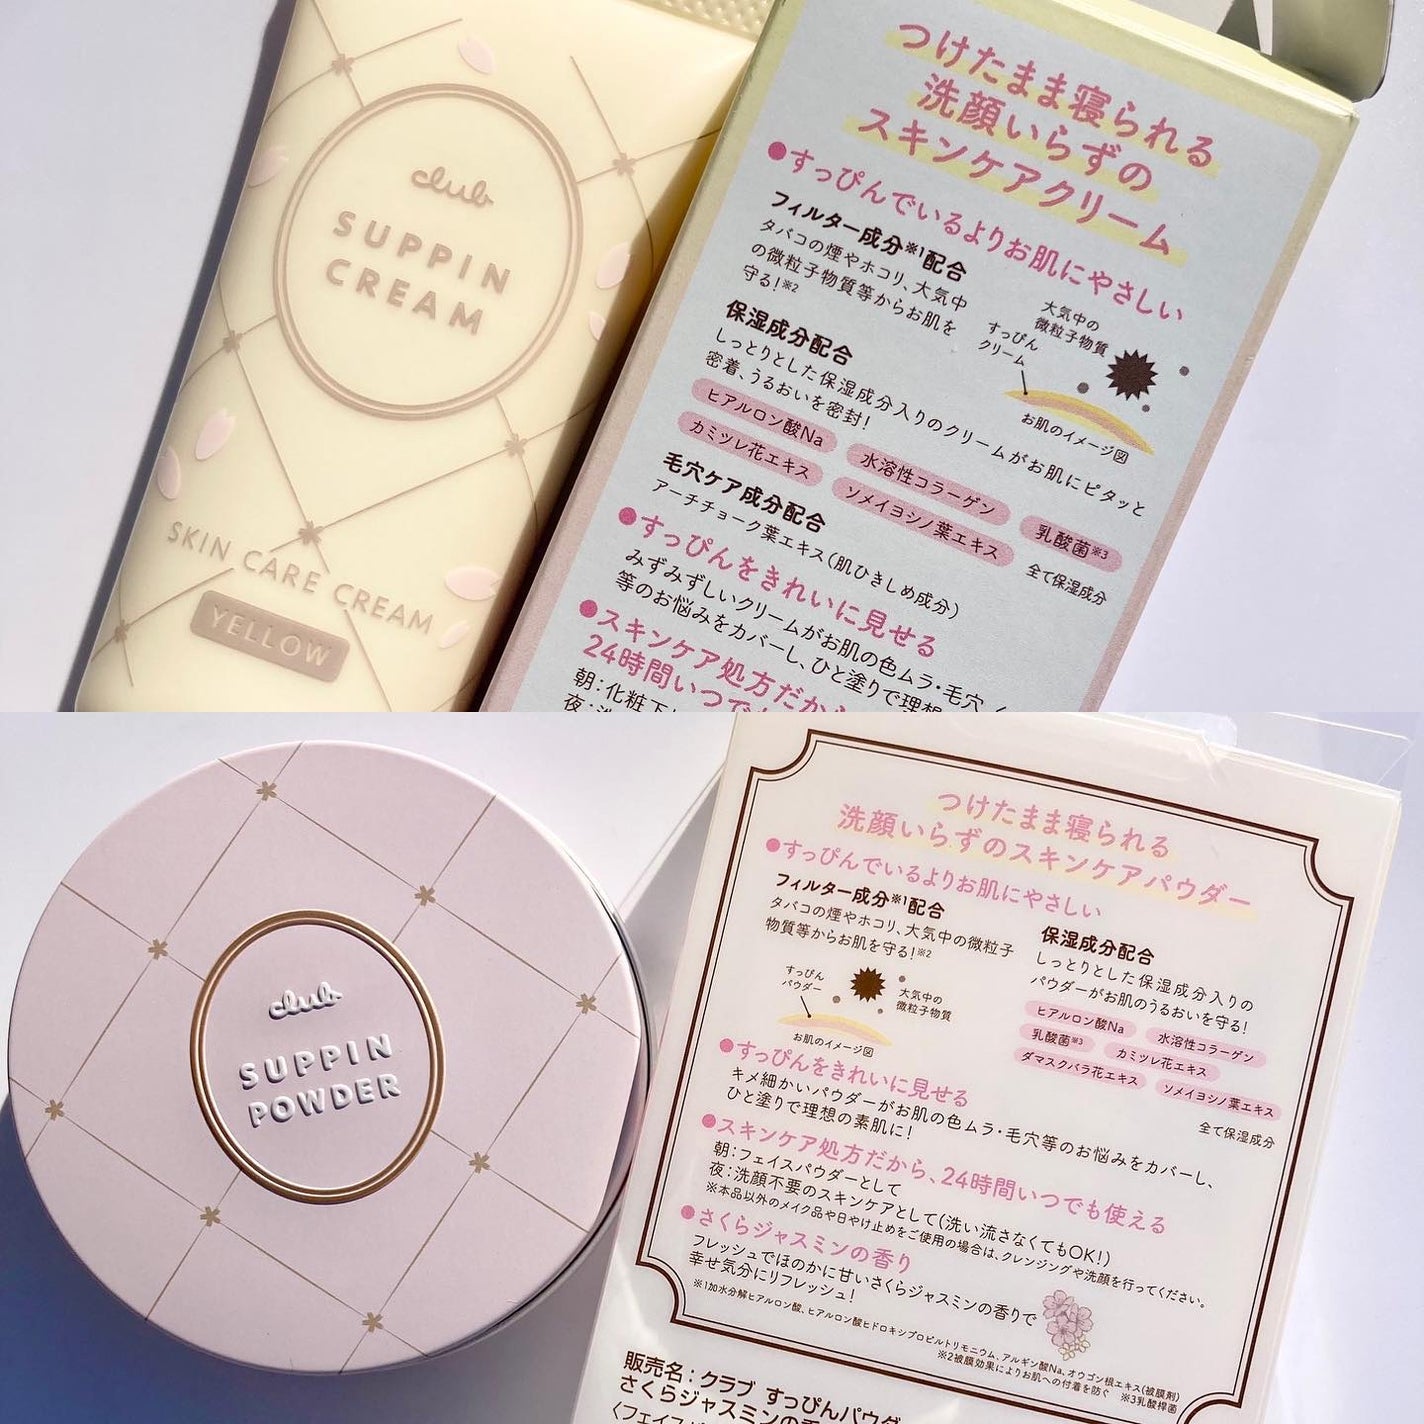 club
SUPPIN
CREAM
SKIN CARE CREAM
YELLOW
つけたまま寝られる
洗顔いらずの
スキンケアクリーム
●すっぴんでいるよりお肌にやさしい
フィルター成分※1配合
タバコの煙やホコリ、大気中
の微粒子物質等からお肌を
守る!※2
大気中の
微粒子物質
すっぴん
クリーム
お肌のイメージ図
保湿成分配合
しっとりとした保湿成分入りのクリームがお肌にピタッと
密着、うるおいを密封!
ヒアルロン酸Na
水溶性コラーゲン
乳酸菌※3
カミツレ花エキス
ソメイヨシノ葉エキス
全て保湿成分
毛穴ケア成分配合
アーチチョーク葉エキス(肌ひきしめ成分)
●すっぴんをきれいに見せる
みずみずしいクリームがお肌の色ムラ・毛穴
等のお悩みをカバーし、ひと塗りで理想
●スキンケア処方だから
24時間いつで
朝:化粧下
夜:
club
SUPPIN
POWDER
つけたまま寝られる
洗顔いらずのスキンケアパウダー
●すっぴんでいるよりお肌にやさしい
フィルター成分※1配合
タバコの煙やホコリ、大気中の微粒子
物質等からお肌を守る!※2
すっぴん
パウダー
大気中の
微粒子物質
お肌のイメージ図
保湿成分配合
しっとりとした保湿成分入りの
パウダーがお肌のうるおいを守る!
ヒアルロン酸Na
水溶性コラーゲン
乳酸菌※3
カミツレ花エキス
ダマスクバラ花エキス
ソメイヨシノ葉エキス
全て保湿成分
●すっぴんをきれいに見せる
キメ細かいパウダーがお肌の色ムラ・毛穴等のお悩みをカバーし、
ひと塗りで理想の素肌に!
●スキンケア処方だから、24時間いつでも使える
朝:フェイスパウダーとして
夜:洗顔不要のスキンケアとして(洗い流さなくてもOK!)
※本品以外のメイク品や日やけ止めをご使用の場合は、クレンジングや洗顔を行ってください。
●さくらジャスミンの香り
フレッシュでほのかに甘いさくらジャスミンの香りで
幸せ気分にリフレッシュ!
※1加水分解ヒアルロン酸、ヒアルロン酸ヒドロキシプロピルトリモニウム、アルギン酸Na、オウゴン根エキス(被膜剤)
※2被膜効果によりお肌への付着を防ぐ ※3乳酸桿菌
販売名:クラブ すっぴんパウダ
さくらジャスミンの
〈フェイス